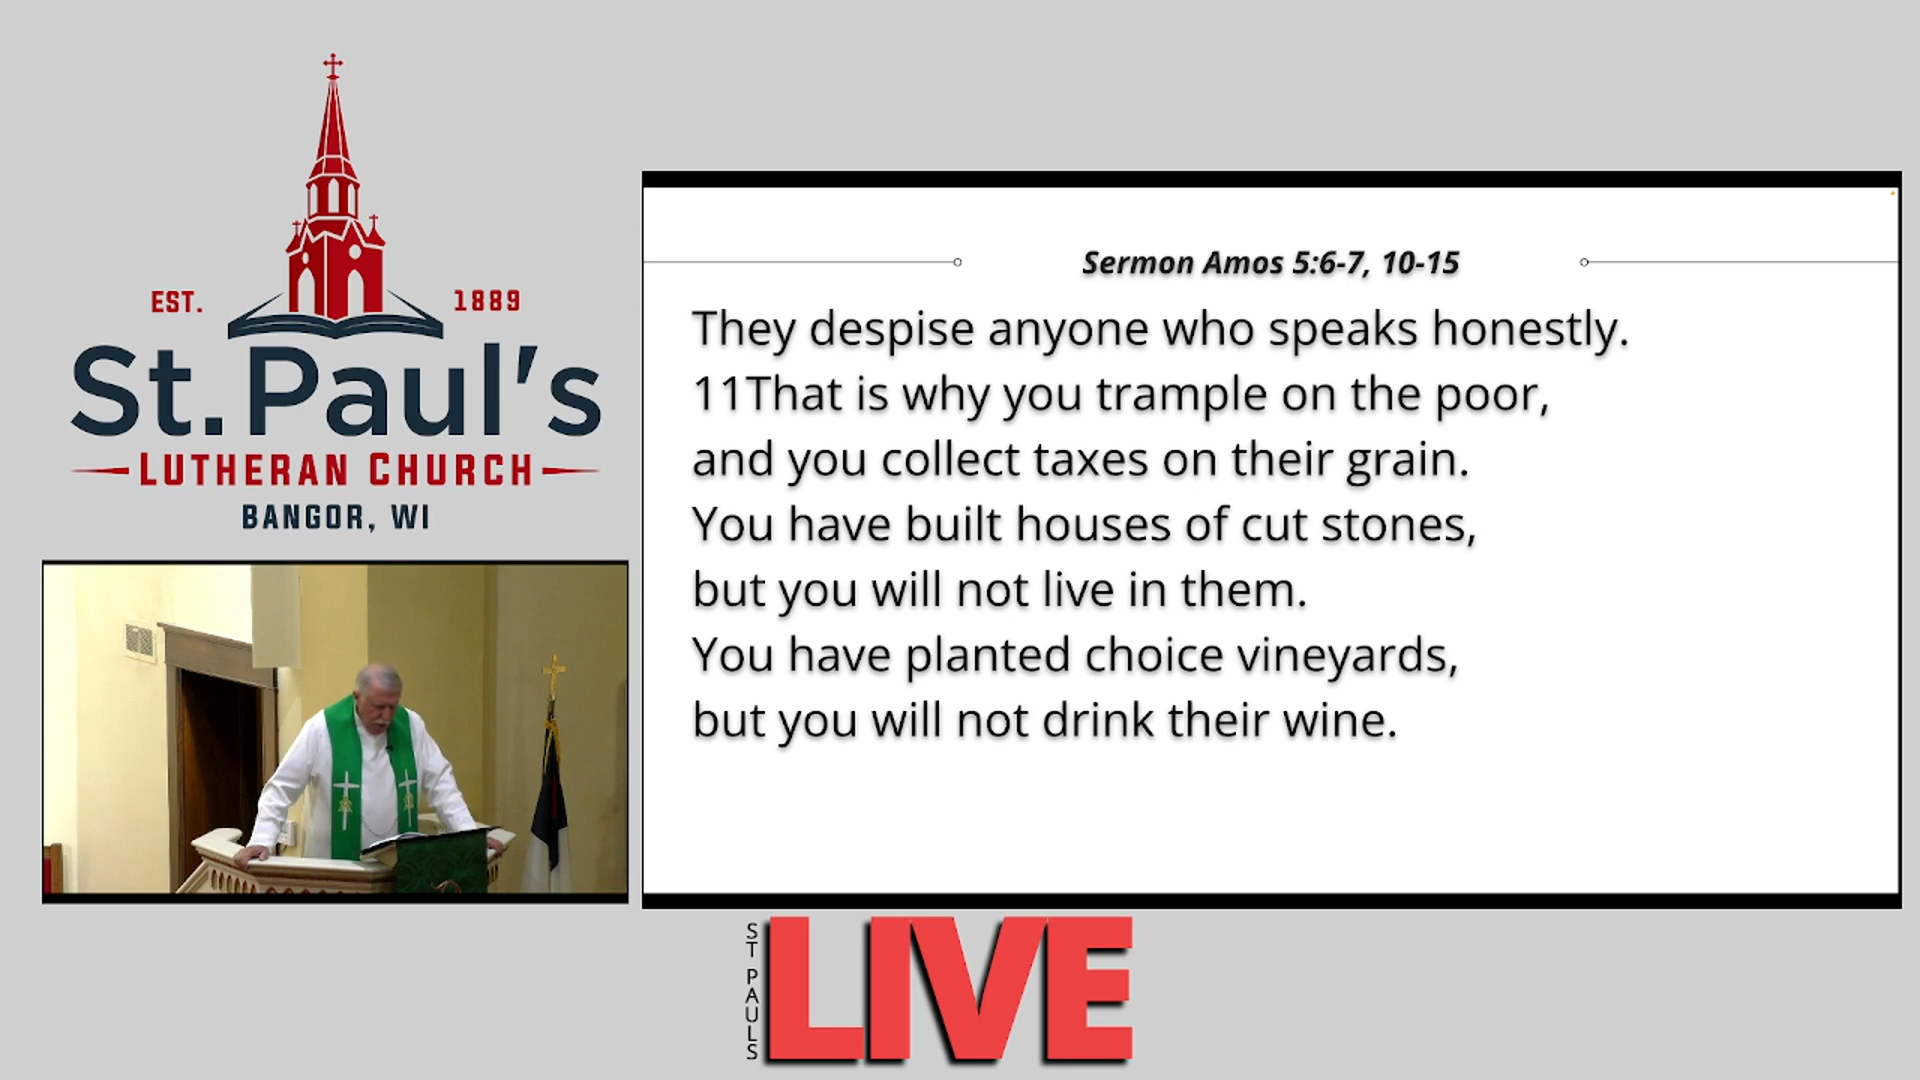 EST. 1889
St. Paul's
LUTHERAN CHURCH
BANGOR, WI
Sermon Amos 5:6-7, 10-15
They despise anyone who speaks honestly.
11That is why you trample on the poor,
and you collect taxes on their grain.
You have built houses of cut stones,
but you will not live in them.
You have planted choice vineyards,
but you will not drink their wine.
ST PAULS
LIVE